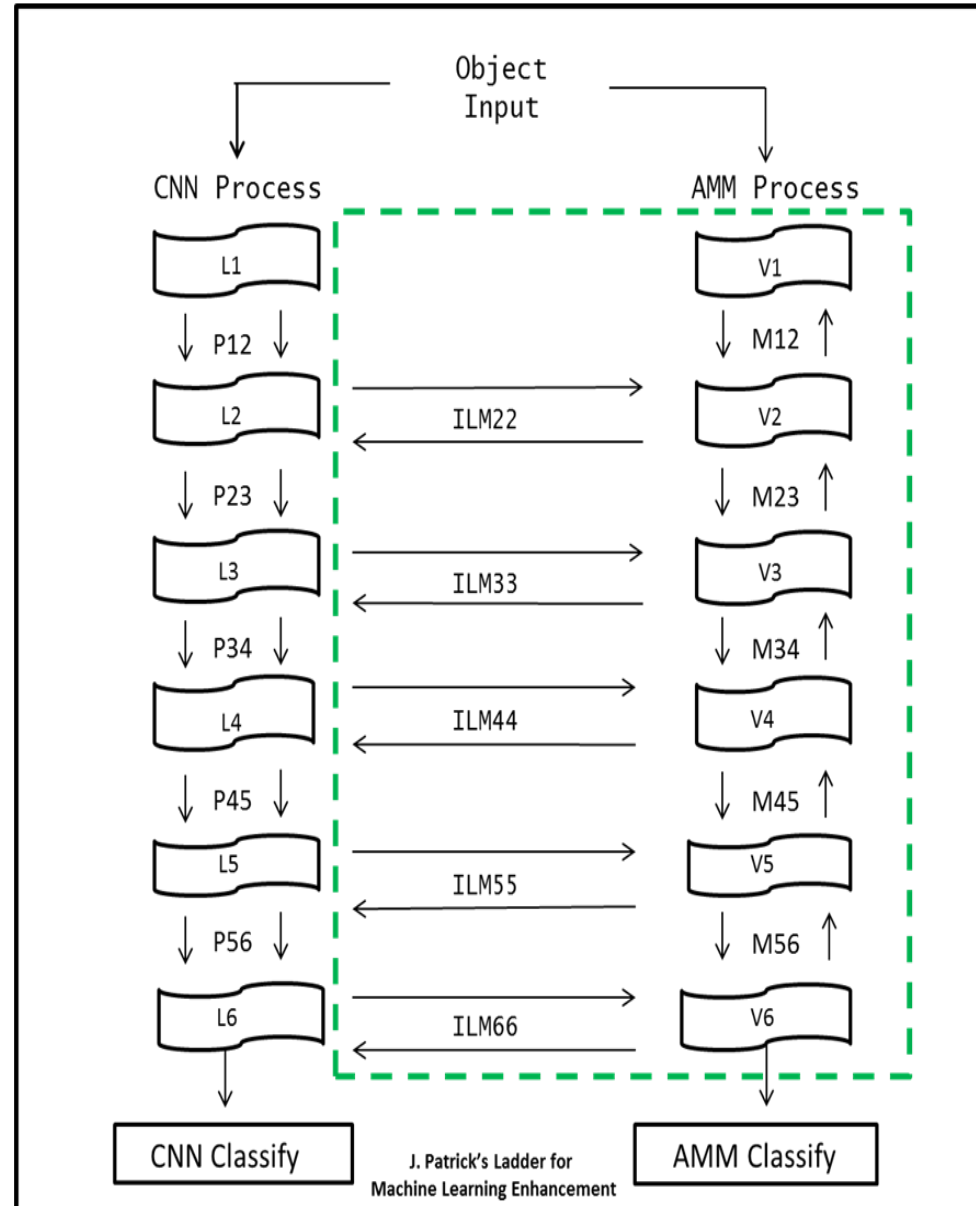 Object
Input
CNN Process
AMM Process
L1
V1
P12
M12
L2
ILM22
V2
P23
M23
L3
ILM33
V3
P34
M34
L4
ILM44
V4
P45
M45
L5
ILM55
V5
P56
M56
L6
ILM66
V6
CNN Classify
J. Patrick's Ladder for
Machine Learning Enhancement
AMM Classify